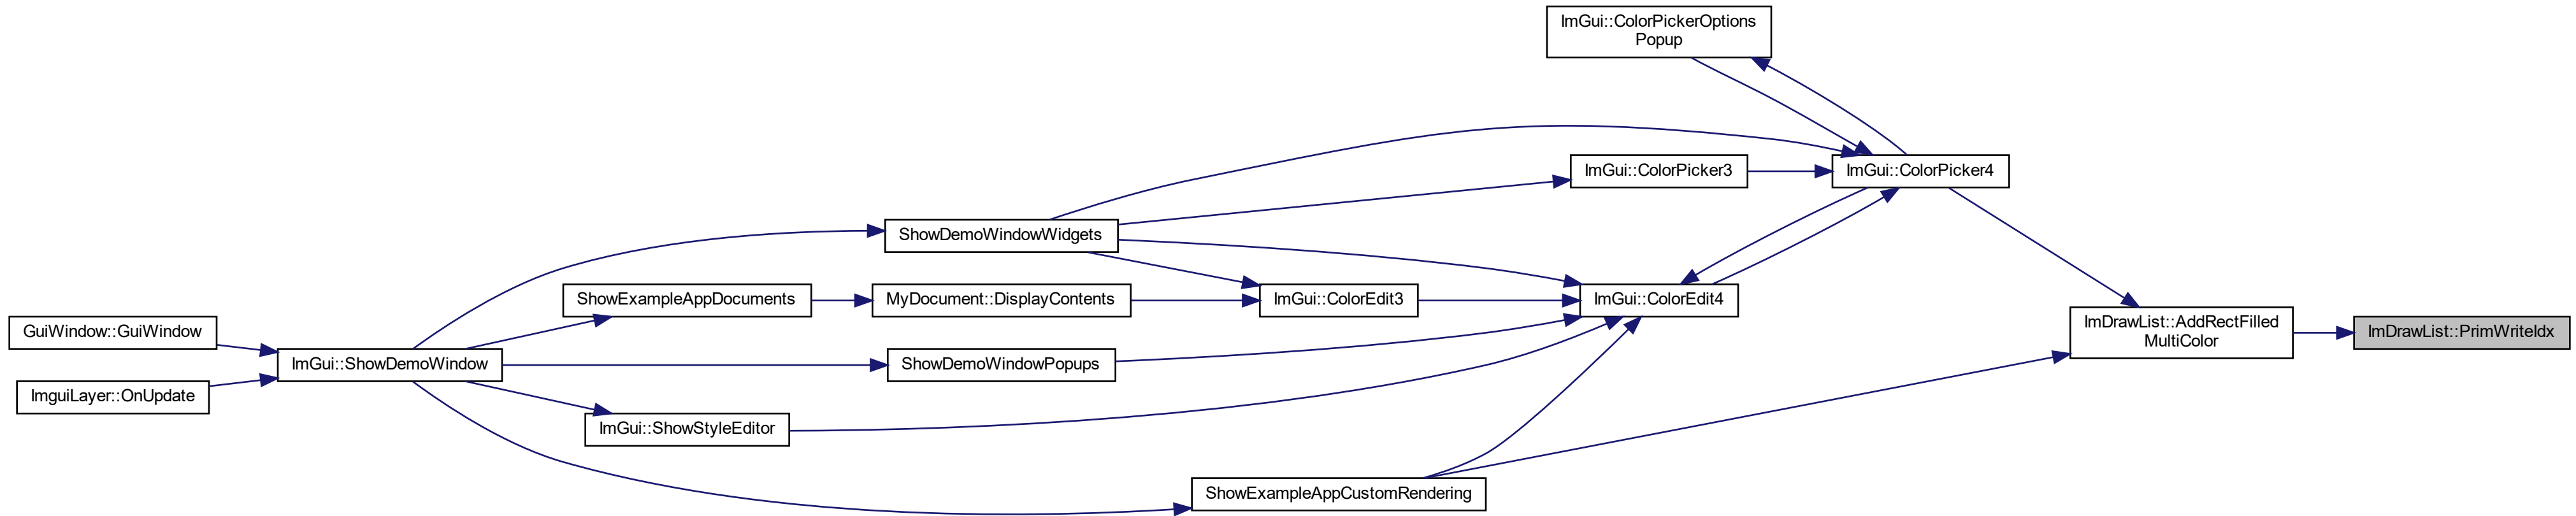 ImGui::ColorPickerOptions
Popup
ImGui::ColorPicker3
ImGui::ColorPicker4
ShowDemoWindowWidgets
ShowExampleAppDocuments
MyDocument::DisplayContents
ImGui::ColorEdit3
ImGui::ColorEdit4
GuiWindow::GuiWindow
ImGui::ShowDemoWindow
ShowDemoWindowPopups
ImDrawList::AddRectFilled
MultiColor
ImDrawList::PrimWriteIdx
ImguiLayer::OnUpdate
ImGui::ShowStyleEditor
ShowExampleAppCustomRendering